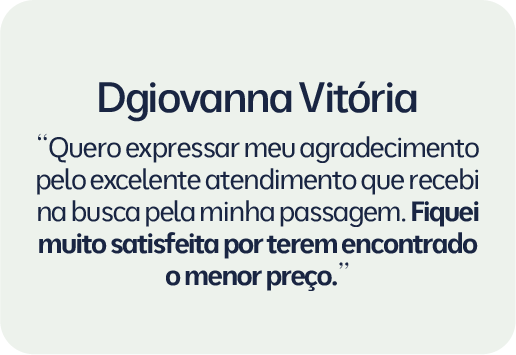 Dgiovanna Vitória
“Quero expressar meu agradecimento
pelo excelente atendimento que recebi
na busca pela minha passagem. Fiquei
muito satisfeita por terem encontrado
o menor preço.”